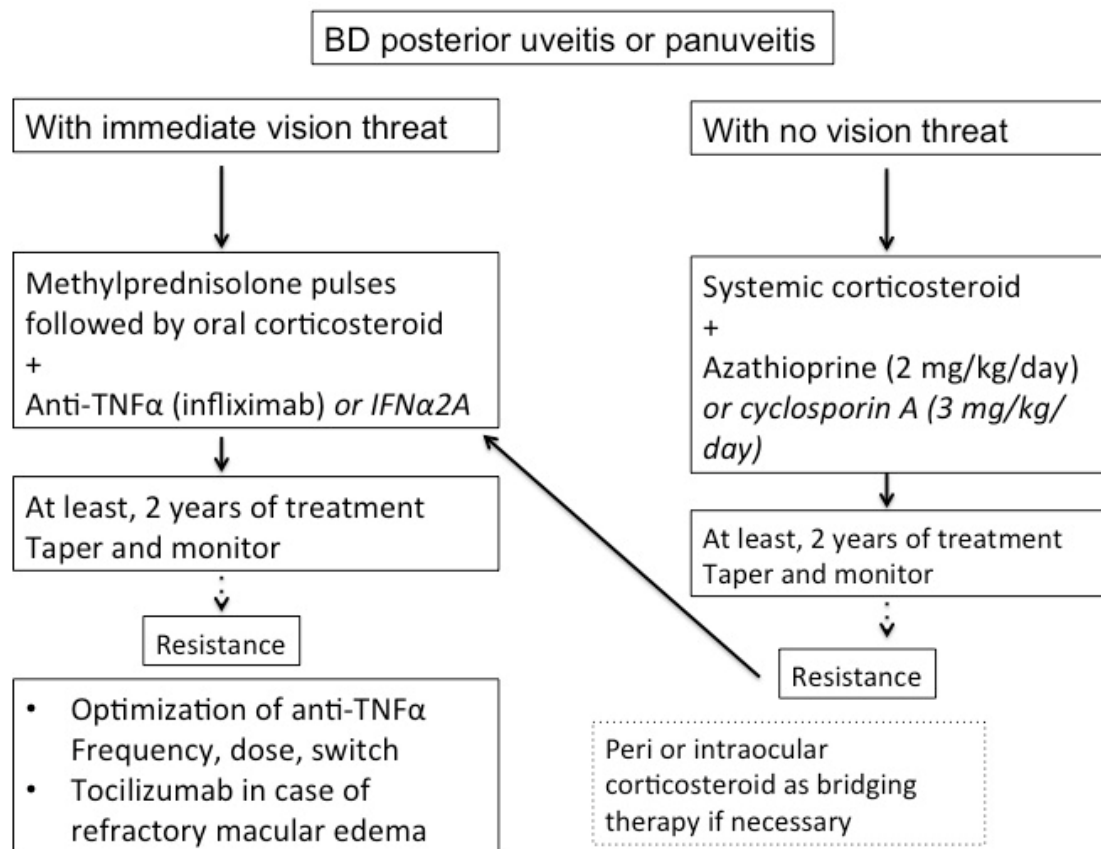 BD posterior uveitis or panuveitis
With immediate vision threat
Methylprednisolone pulses
followed by oral corticosteroid
+
Anti-TNFα (infliximab) or IFNα2A
At least, 2 years of treatment
Taper and monitor
Resistance
• Optimization of anti-TNFα
Frequency, dose, switch
• Tocilizumab in case of
refractory macular edema
With no vision threat
Systemic corticosteroid
+
Azathioprine (2 mg/kg/day)
or cyclosporin A (3 mg/kg/
day)
At least, 2 years of treatment
Taper and monitor
Resistance
Peri or intraocular
corticosteroid as bridging
therapy if necessary